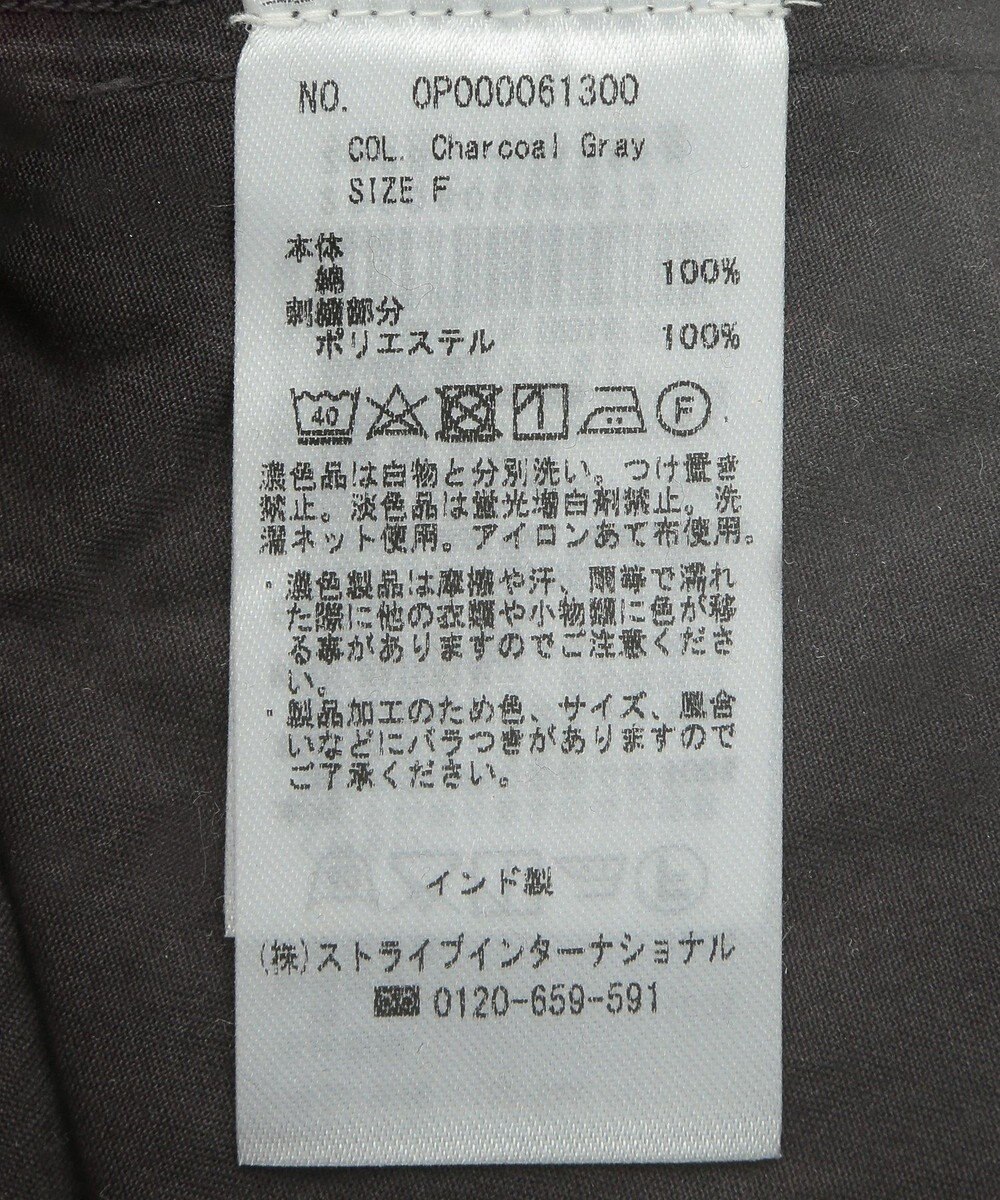 NO. OP000061300
COL. Charcoal Gray
SIZE F
本体
綿 100%
刺繍部分
ポリエステル 100%
40
F
濃色品は白物と分別洗い。つけ置き
禁止。淡色品は蛍光増白剤禁止。洗
濯ネット使用。アイロンあて布使用。
・濃色製品は摩擦や汗、雨等で濡れ
た際に他の衣類や小物類に色が移
る事がありますのでご注意くださ
い。
・製品加工のため色、サイズ、風合
いなどにバラつきがありますので
ご了承ください。
インド製
(株)ストライプインターナショナル
0120-659-591